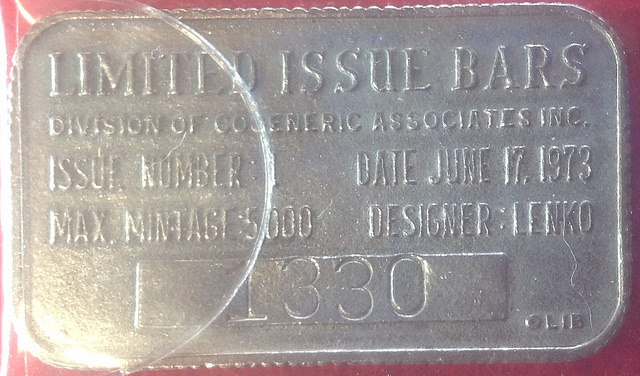 LIMITED ISSUE BARS
DIVISION OF COGENERIC ASSOCIATES INC.
ISSUE NUMBER: DATE JUNE 17, 1973
MAX. MINTAGE: 5000 DESIGNER: LENKO
1330
©LIB